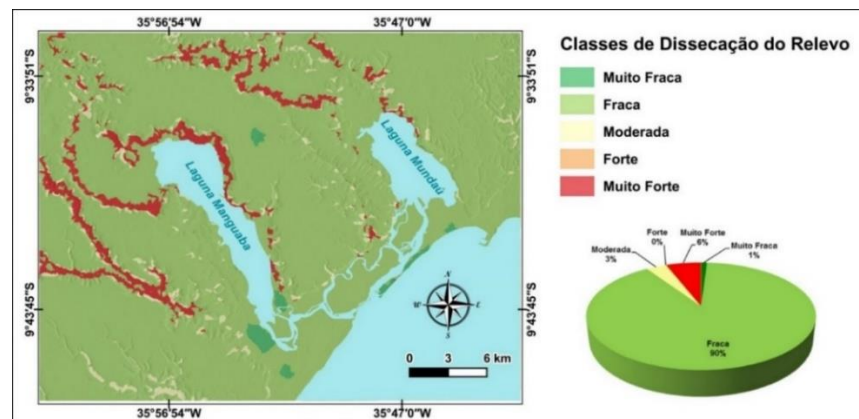 35°56'54"W
35°47'0"W
9°33'51"S
9°33'51"S
Laguna Manguaba
Laguna Mundaú
9°43'45"S
9°43'45"S
N
W
E
S
0 3 6 km
35°56'54"W
35°47'0"W
Classes de Dissecação do Relevo
Muito Fraca
Fraca
Moderada
Forte
Muito Forte
Forte
0%
Muito Forte
6%
Muito Fraca
1%
Moderada
3%
Fraca
90%